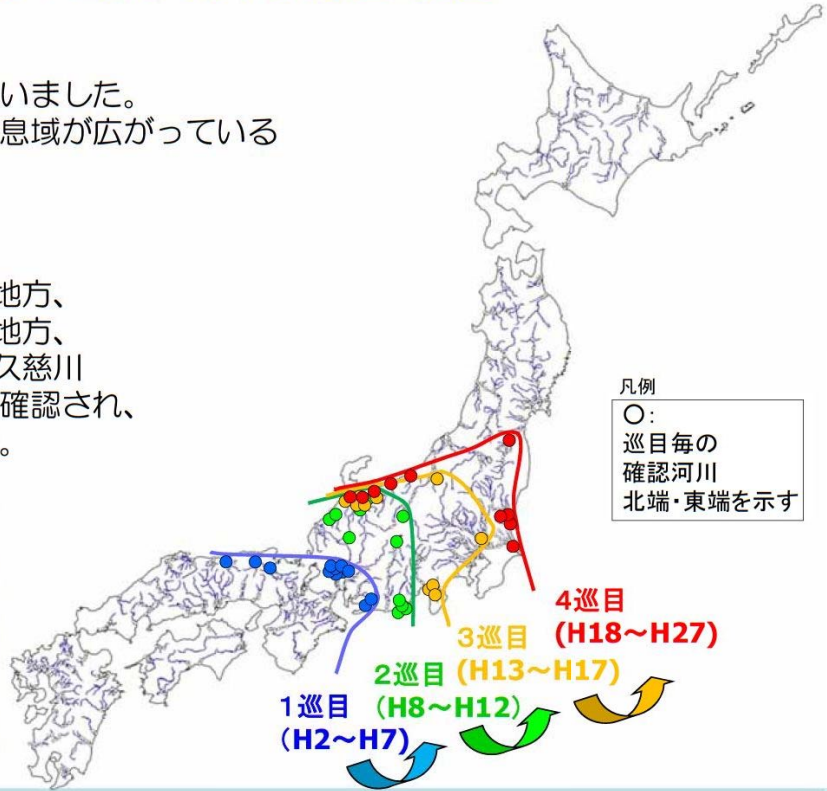 いました。
息域が広がっている
地方、
地方、
久慈川
確認され、
。
凡例
○:
巡目毎の
確認河川
北端・東端を示す
4巡目
(H18～H27)
3巡目
(H13～H17)
2巡目
(H8～H12)
1巡目
(H2～H7)